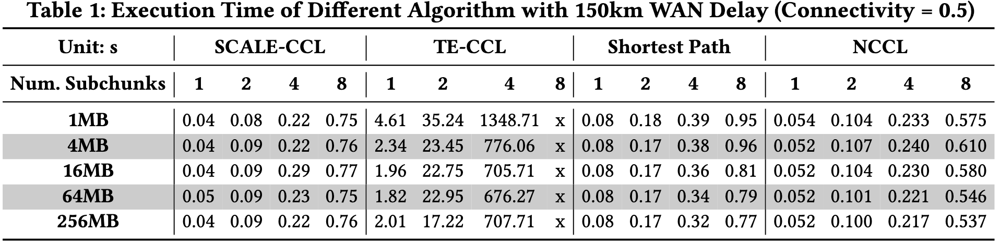 Table 1: Execution Time of Different Algorithm with 150km WAN Delay (Connectivity = 0.5)
Unit: s SCALE-CCL TE-CCL Shortest Path NCCL
Num. Subchunks 1 2 4 8 1 2 4 8 1 2 4 8 1 2 4 8
1MB 0.04 0.08 0.22 0.75 4.61 35.24 1348.71 x 0.08 0.18 0.39 0.95 0.054 0.104 0.233 0.575
4MB 0.04 0.09 0.22 0.76 2.34 23.45 776.06 x 0.08 0.17 0.38 0.96 0.052 0.107 0.240 0.610
16MB 0.04 0.09 0.29 0.77 1.96 22.75 705.71 x 0.08 0.17 0.36 0.81 0.052 0.104 0.230 0.580
64MB 0.05 0.09 0.23 0.75 1.82 22.95 676.27 x 0.08 0.17 0.34 0.79 0.052 0.101 0.221 0.546
256MB 0.04 0.09 0.22 0.76 2.01 17.22 707.71 x 0.08 0.17 0.32 0.77 0.052 0.100 0.217 0.537